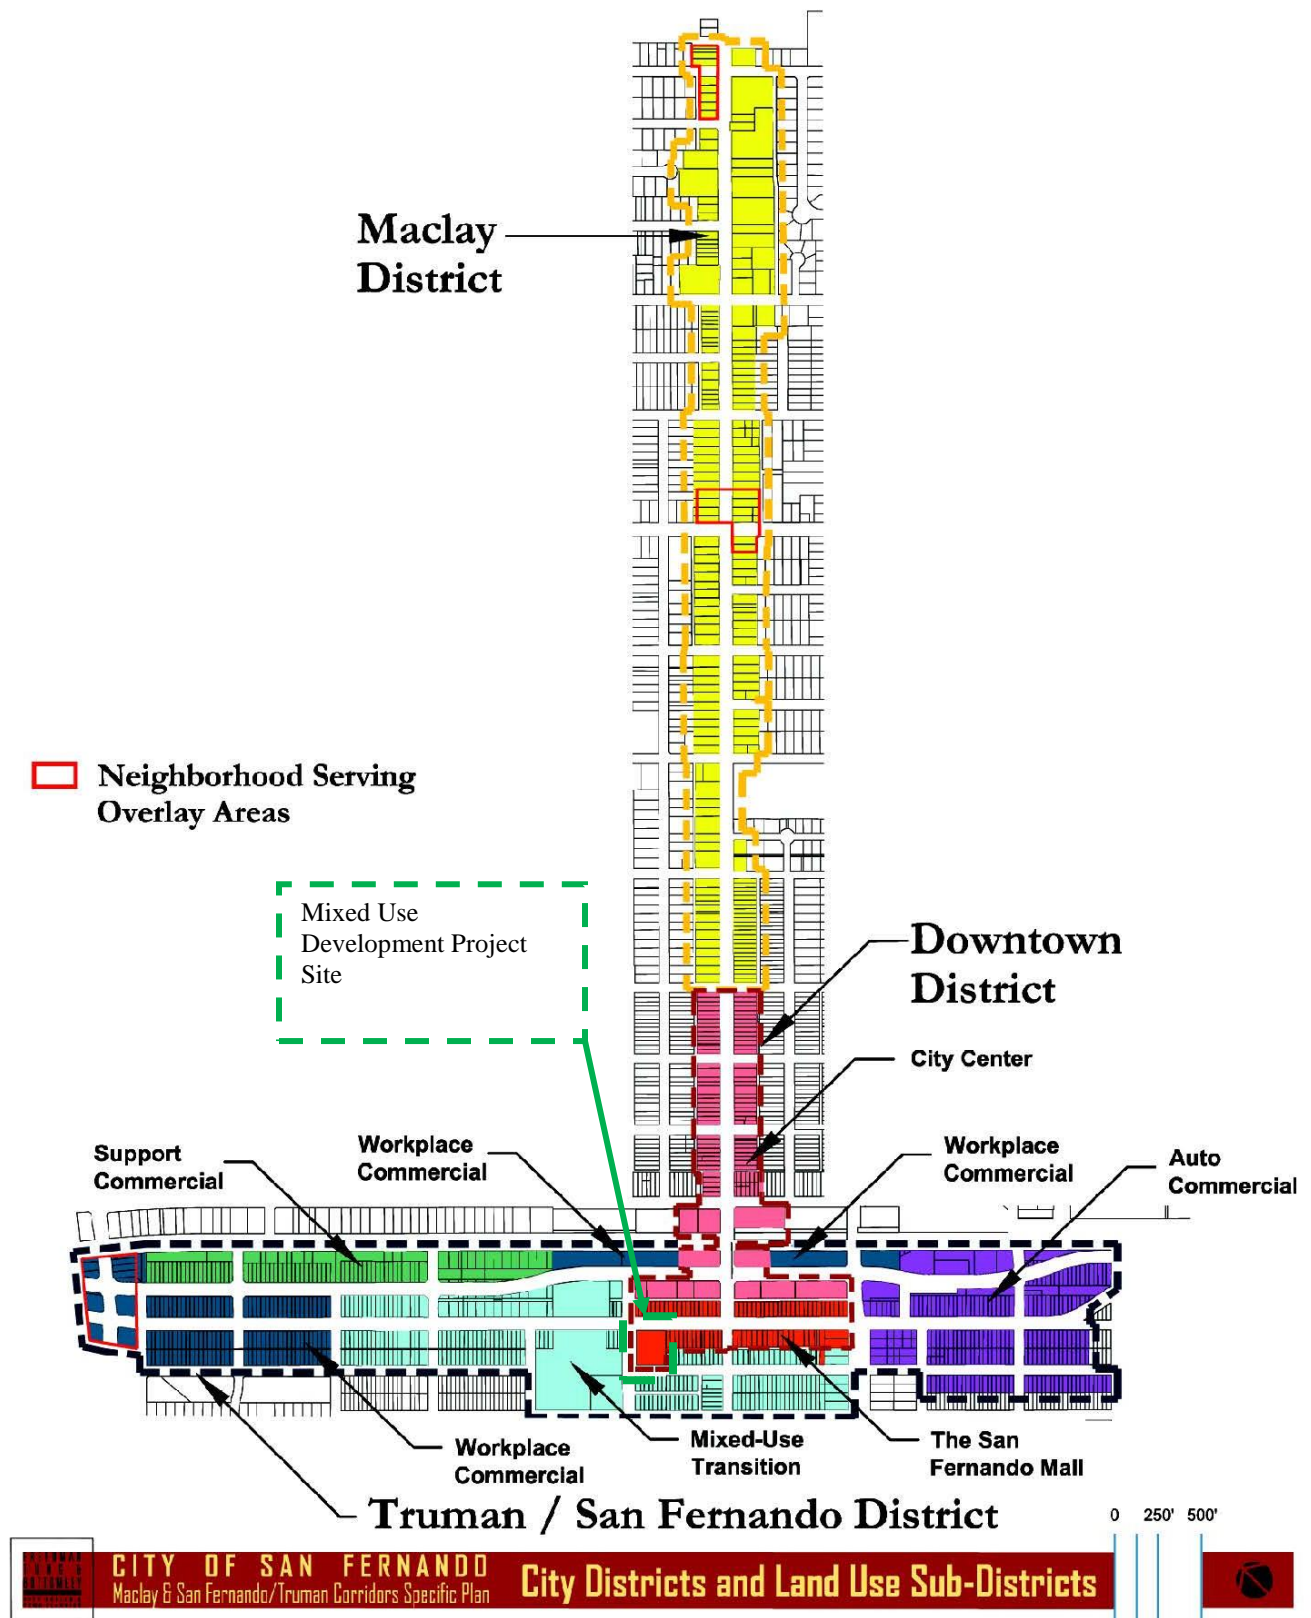 Maclay
District
Neighborhood Serving
Overlay Areas
Mixed Use
Development Project
Site
Downtown
District
City Center
Support
Commercial
Workplace
Commercial
Workplace
Commercial
Auto
Commercial
Workplace
Commercial
Mixed-Use
Transition
The San
Fernando Mall
Truman / San Fernando District
0 250' 500'
CITY OF SAN FERNANDO
Maclay & San Fernando/Truman Corridors Specific Plan
City Districts and Land Use Sub-Districts